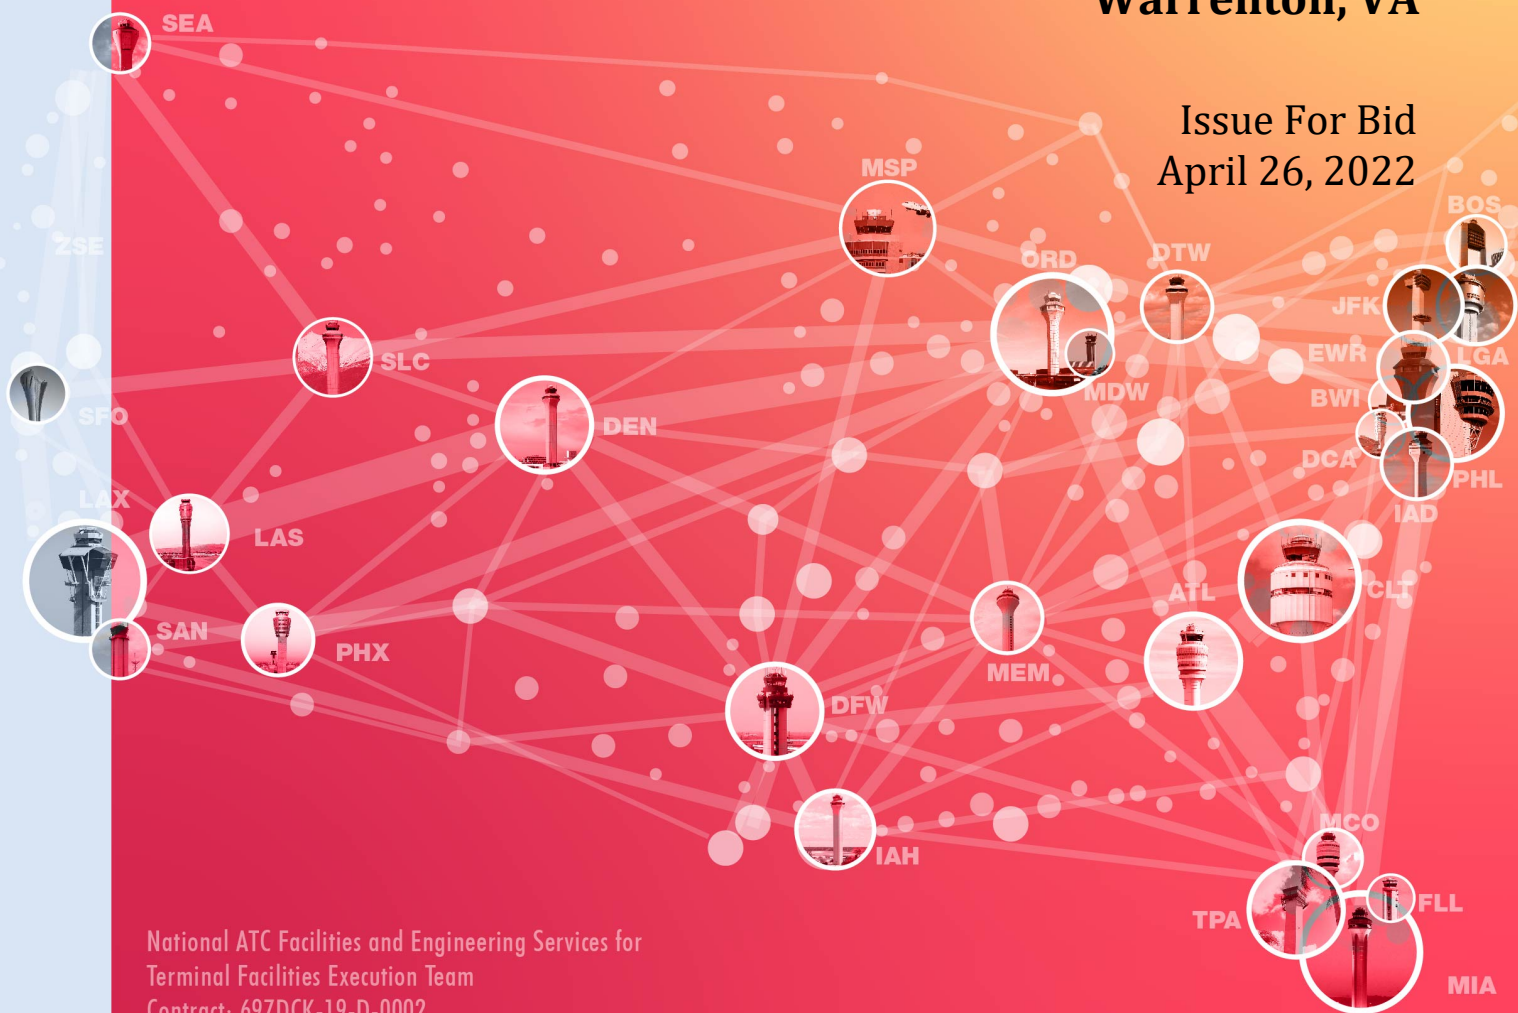 Warrenton, VA
Issue For Bid
April 26, 2022
SEA
MSP
BOS
ZSE
ORD
DTW
JFK
SLC
EWR
LGA
MDW
BWI
SFO
DEN
DCA
PHL
LAX
IAD
LAS
ATL
CLT
SAN
PHX
MEM
DFW
MCO
IAH
FLL
TPA
MIA
National ATC Facilities and Engineering Services for
Terminal Facilities Execution Team
Contract: 697DCK-19-D-0002